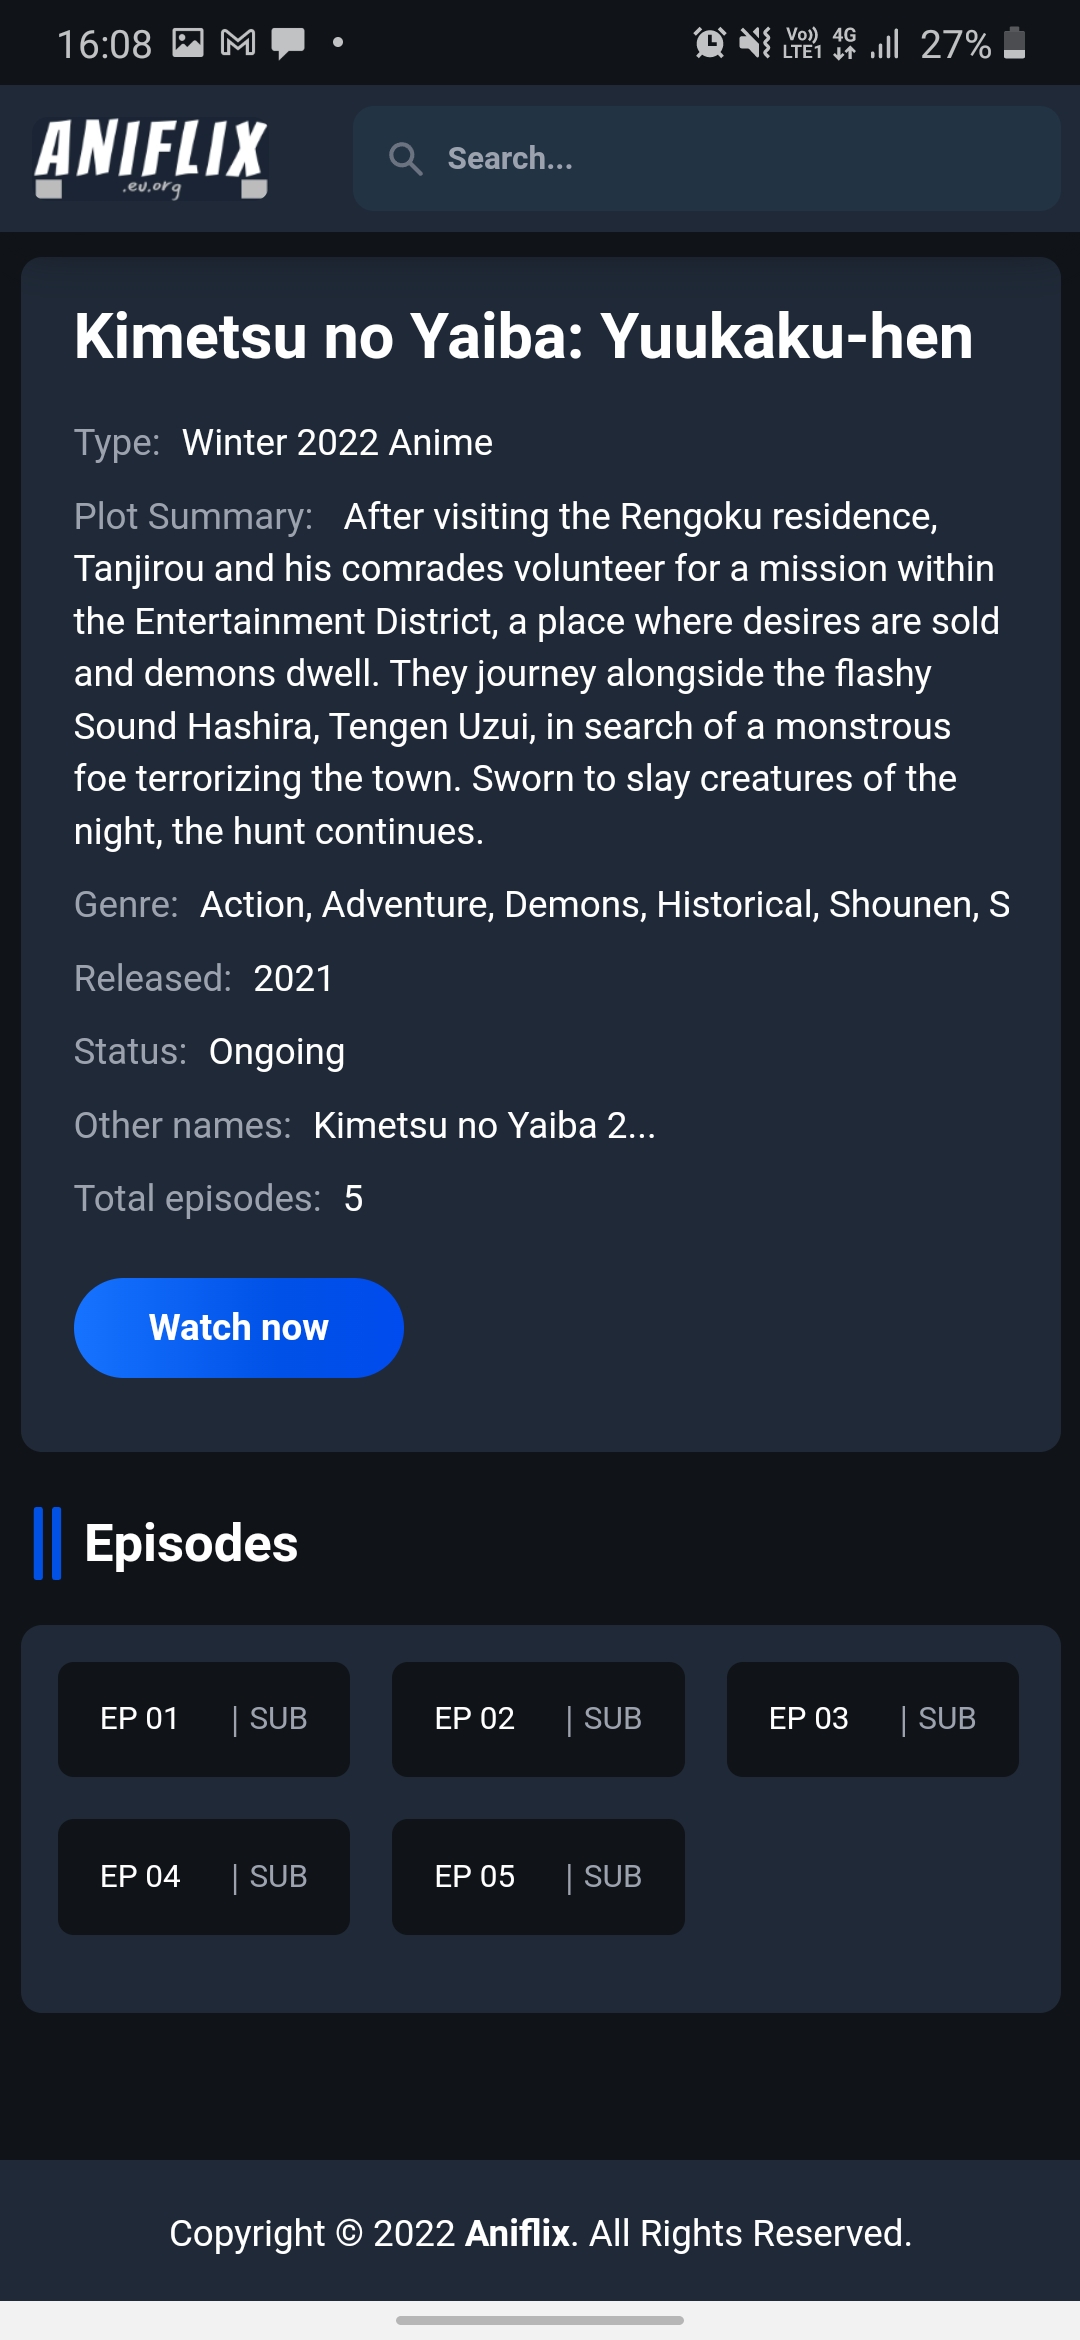 16:08
Vo)) LTE1 4G 27%
ANIFLIX
.eu.org
Search...
Kimetsu no Yaiba: Yuukaku-hen
Type: Winter 2022 Anime
Plot Summary: After visiting the Rengoku residence,
Tanjirou and his comrades volunteer for a mission within
the Entertainment District, a place where desires are sold
and demons dwell. They journey alongside the flashy
Sound Hashira, Tengen Uzui, in search of a monstrous
foe terrorizing the town. Sworn to slay creatures of the
night, the hunt continues.
Genre: Action, Adventure, Demons, Historical, Shounen, S
Released: 2021
Status: Ongoing
Other names: Kimetsu no Yaiba 2...
Total episodes: 5
Watch now
Episodes
EP 01 | SUB
EP 02 | SUB
EP 03 | SUB
EP 04 | SUB
EP 05 | SUB
Copyright © 2022 Aniflix. All Rights Reserved.